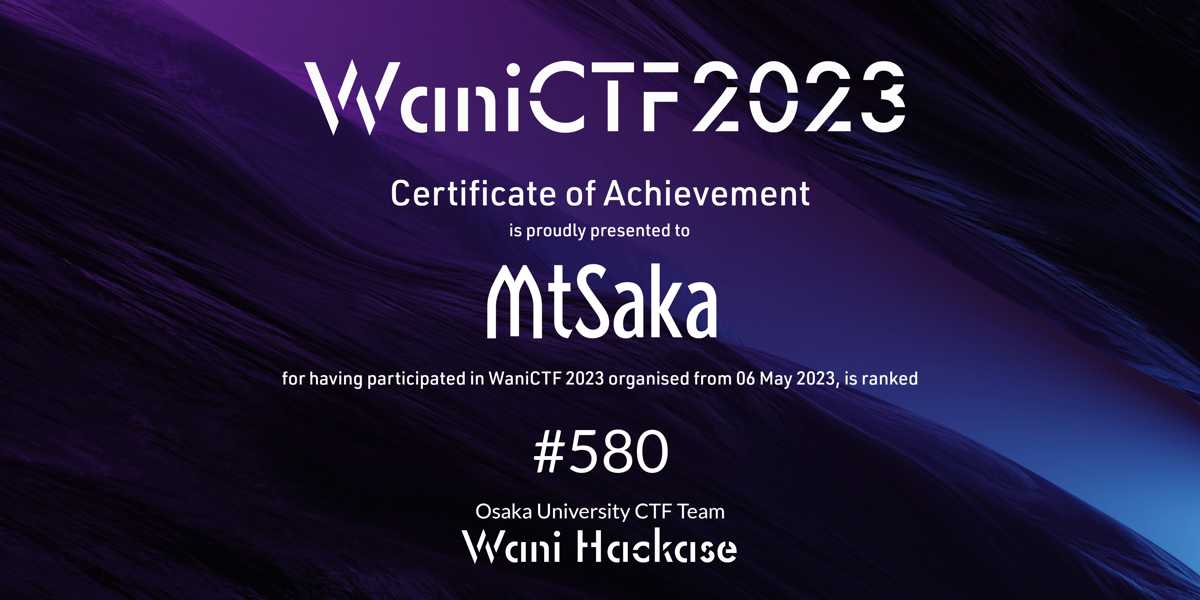 WaniCTF2023
Certificate of Achievement
is proudly presented to
MtSaka
for having participated in WaniCTF 2023 organised from 06 May 2023, is ranked
#580
Osaka University CTF Team
Wani Hackase